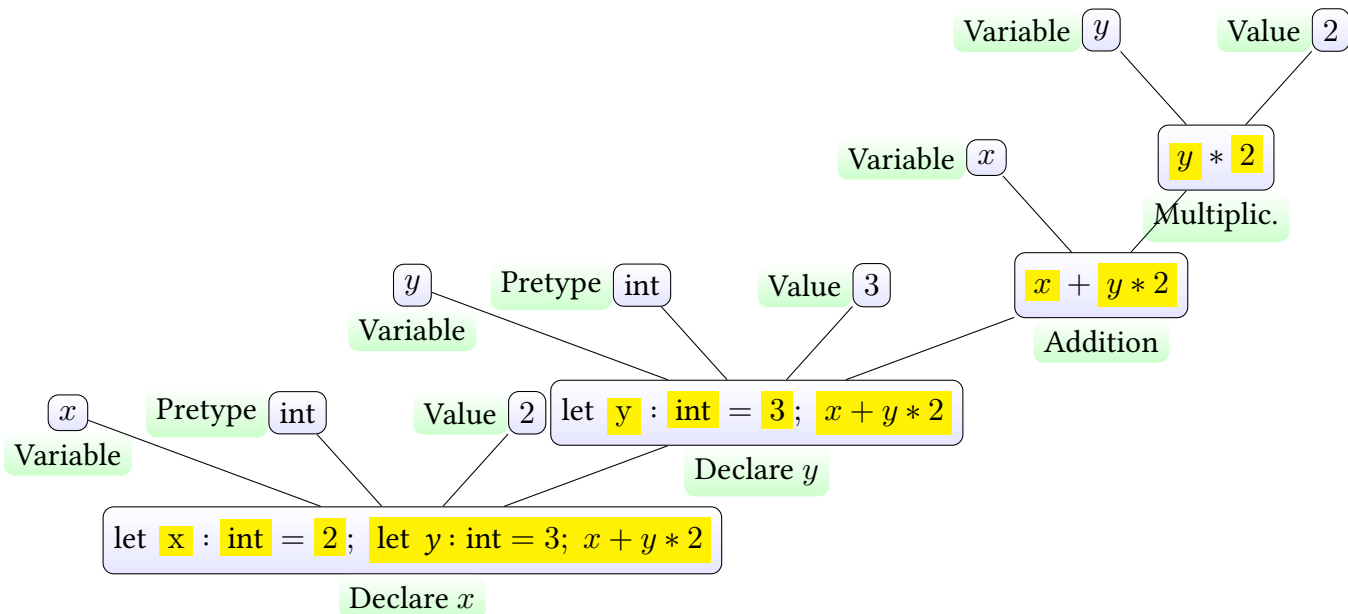 Variable y Value 2
Variable x y * 2
Multiplic.
y Pretype int Value 3 x + y * 2
Variable Addition
x Pretype int Value 2 let y : int = 3; x + y * 2
Variable Declare y
let x : int = 2; let y : int = 3; x + y * 2
Declare x